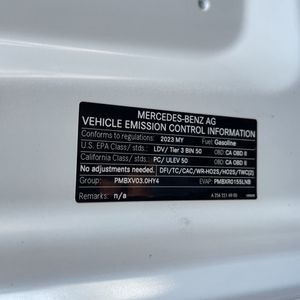 MERCEDES-BENZ AG
VEHICLE EMISSION CONTROL INFORMATION
Conforms to regulations: 2023 MY Fuel: Gasoline
U.S. EPA Class/ stds.: LDV/ Tier 3 BIN 50 OBD: CA OBD II
California Class/ stds.: PC/ ULEV 50 OBD: CA OBD II
No adjustments needed. DFI/TC/CAC/WR-HO2S/HO2S/TWC(2)
Group: PMBXV03.0HY4 EVAP: PMBXR0155LNB
Remarks: n/a